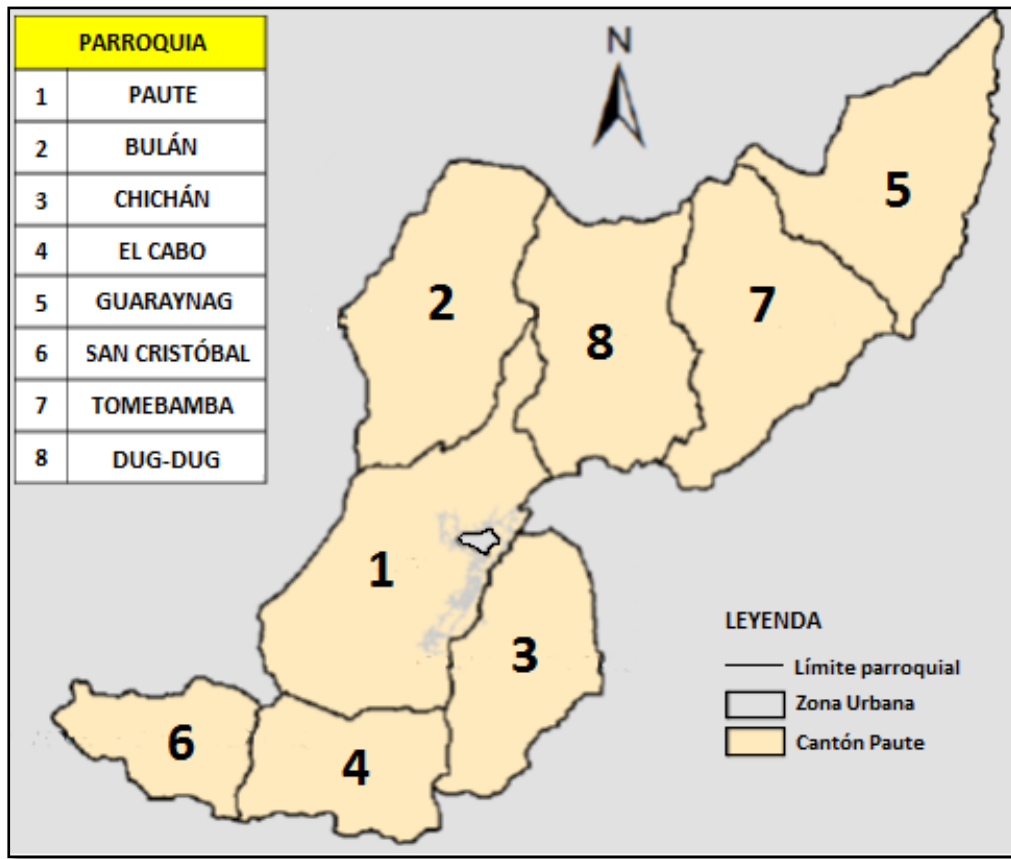 PARROQUIA
1 PAUTE
2 BULÁN
3 CHICHÁN
4 EL CABO
5 GUARAYNAG
6 SAN CRISTÓBAL
7 TOMEBAMBA
8 DUG-DUG
N
5
2
7
8
1
3
6
4
LEYENDA
Límite parroquial
Zona Urbana
Cantón Paute